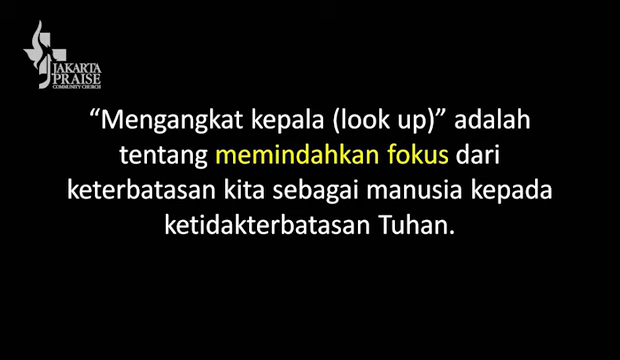 JAKARTA
PRAISE
COMMUNITY CHURCH
“Mengangkat kepala (look up)” adalah
tentang memindahkan fokus dari
keterbatasan kita sebagai manusia kepada
ketidakterbatasan Tuhan.